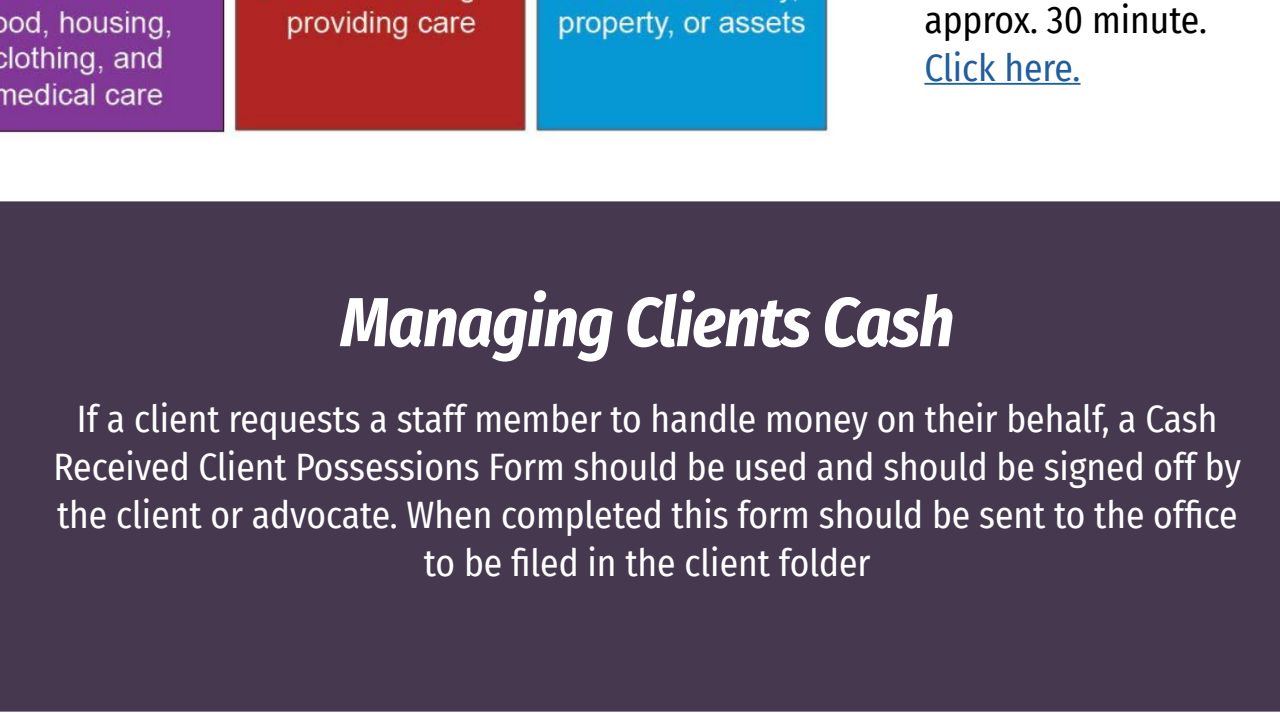 housing,
clothing, and
medical care
providing care
property, or assets
approx. 30 minute.
Click here.
Managing Clients Cash
If a client requests a staff member to handle money on their behalf, a Cash
Received Client Possessions Form should be used and should be signed off by
the client or advocate. When completed this form should be sent to the office
to be filed in the client folder